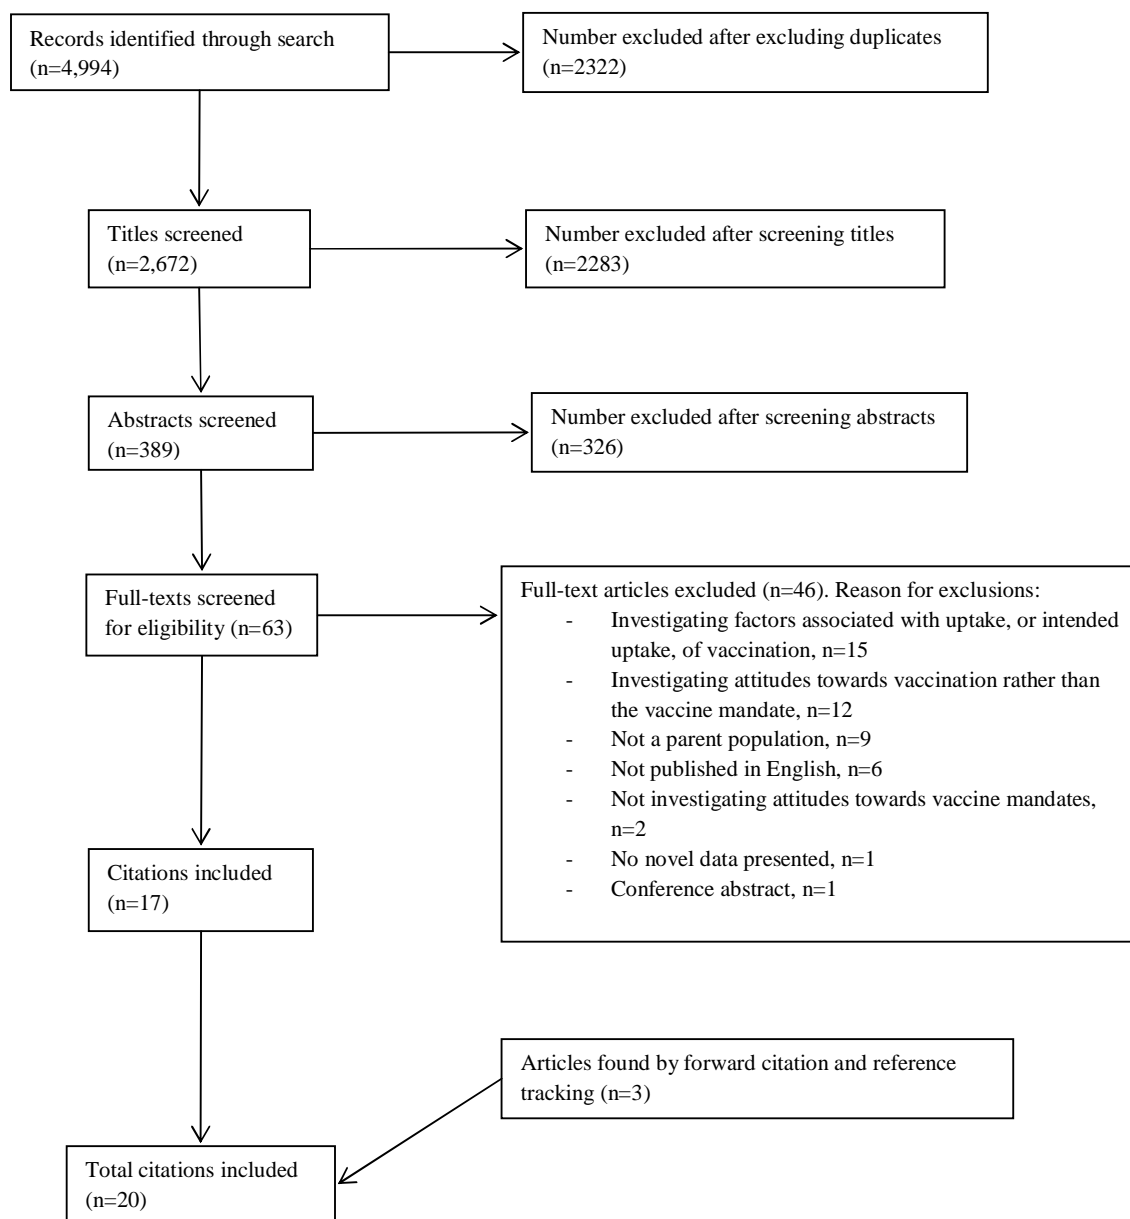 Records identified through search
(n=4,994)
Number excluded after excluding duplicates
(n=2322)
Titles screened
(n=2,672)
Number excluded after screening titles
(n=2283)
Abstracts screened
(n=389)
Number excluded after screening abstracts
(n=326)
Full-texts screened
for eligibility (n=63)
Full-text articles excluded (n=46). Reason for exclusions:
- Investigating factors associated with uptake, or intended
uptake, of vaccination, n=15
- Investigating attitudes towards vaccination rather than
the vaccine mandate, n=12
- Not a parent population, n=9
- Not published in English, n=6
- Not investigating attitudes towards vaccine mandates,
n=2
- No novel data presented, n=1
- Conference abstract, n=1
Citations included
(n=17)
Articles found by forward citation and reference
tracking (n=3)
Total citations included
(n=20)